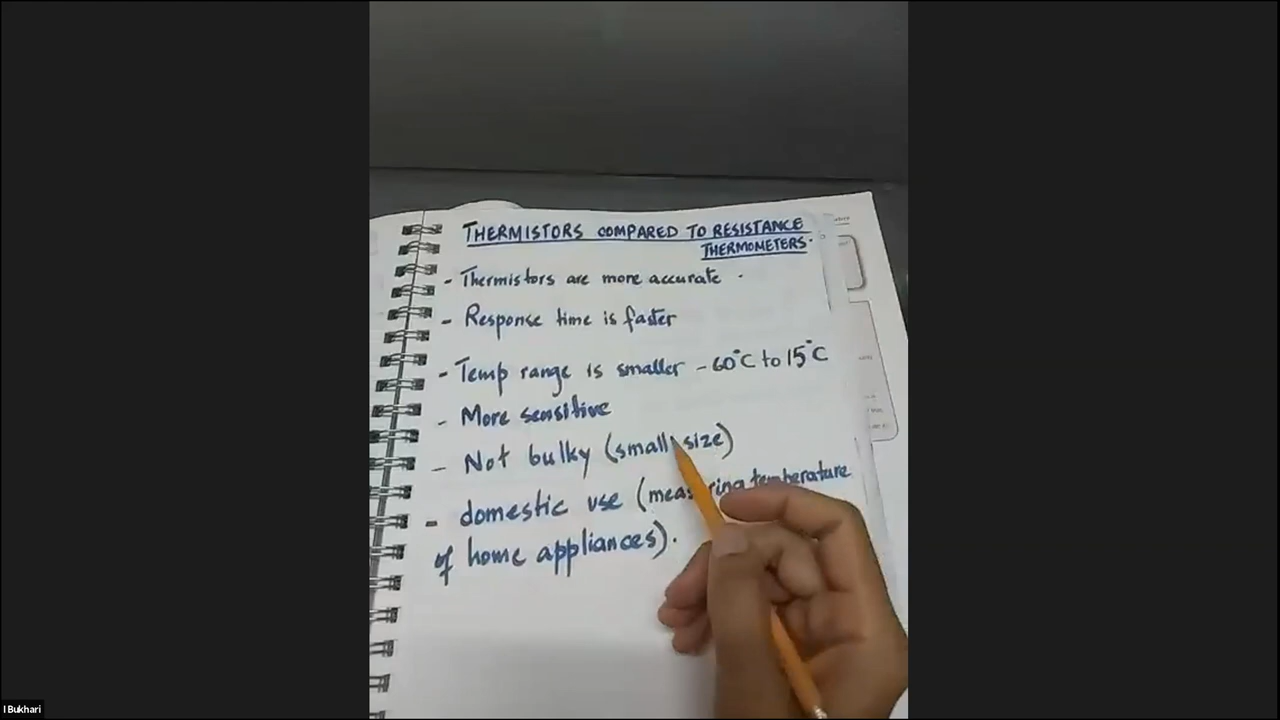 THERMISTORS COMPARED TO RESISTANCE
THERMOMETERS.
- Thermistors are more accurate .
- Response time is faster
- Temp range is smaller - 60°C to 15°C
- More sensitive
- Not bulky (small size)
- domestic use (measuring temperature
of home appliances).
I Bukhari